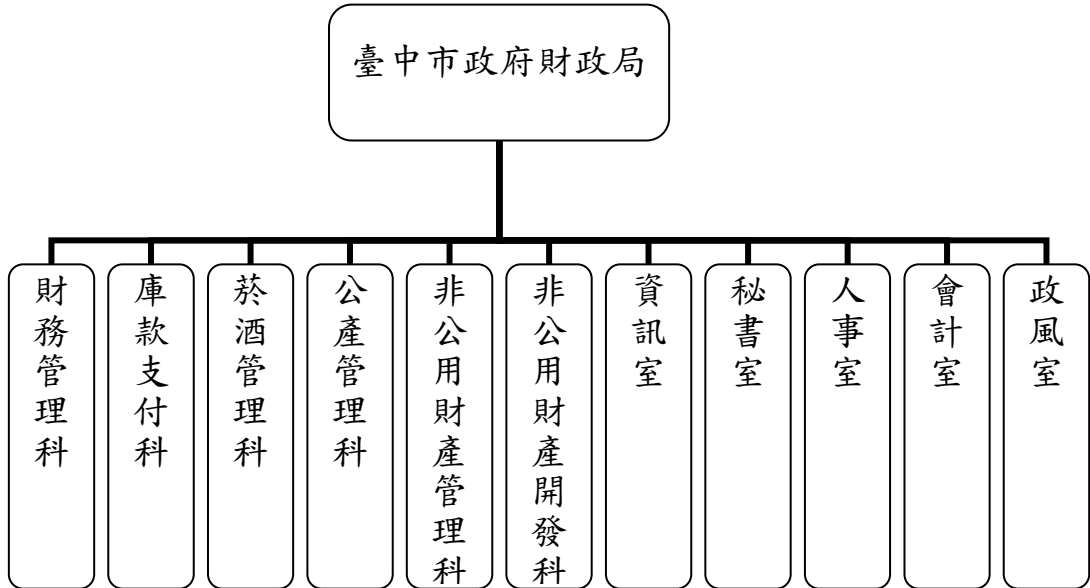 臺中市政府財政局
財務管理科
庫款支付科
菸酒管理科
公產管理科
非公用財產管理科
非公用財產開發科
資訊室
秘書室
人事室
會計室
政風室